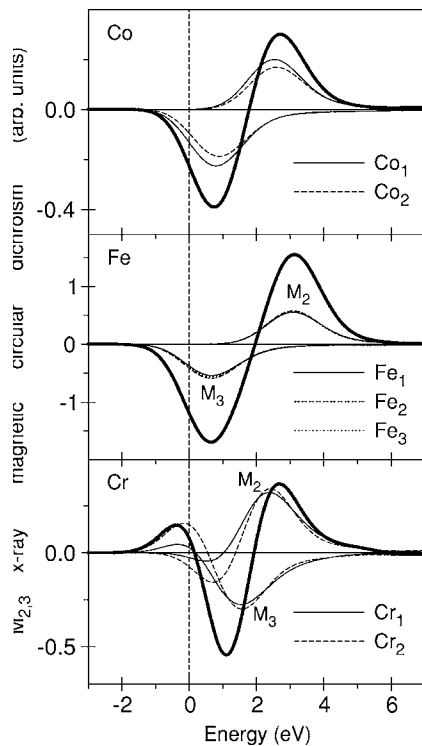 M₂,₃ x-ray magnetic circular dichroism (arb. units)
Co
0.0
-0.4
Co₁
Co₂
Fe
1
0
-1
M₂
M₃
Fe₁
Fe₂
Fe₃
Cr
0.0
-0.5
M₂
M₃
Cr₁
Cr₂
-2 0 2 4 6
Energy (eV)